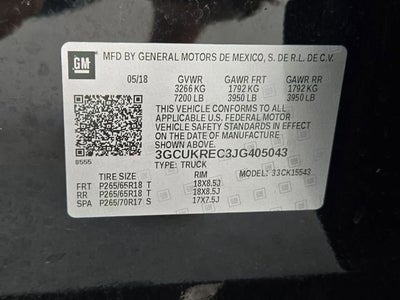 GM
MFD BY GENERAL MOTORS DE MEXICO, S. DE R.L. DE C.V.
05/18 GVWR GAWR FRT GAWR RR
3266 KG 1792 KG 1792 KG
7200 LB 3950 LB 3950 LB
THIS VEHICLE CONFORMS TO ALL
APPLICABLE U.S. FEDERAL MOTOR
VEHICLE SAFETY STANDARDS IN EFFECT
ON THE DATE OF MANUFACTURE
SHOWN ABOVE.
3GCUKREC3JG405043
8555 TYPE: TRUCK MODEL: 33CK15543
TIRES RIM
FRT P265/65R18 T 18X8.5J
RR P265/65R18 T 18X8.5J
SPA P265/70R17 S 17X7.5J